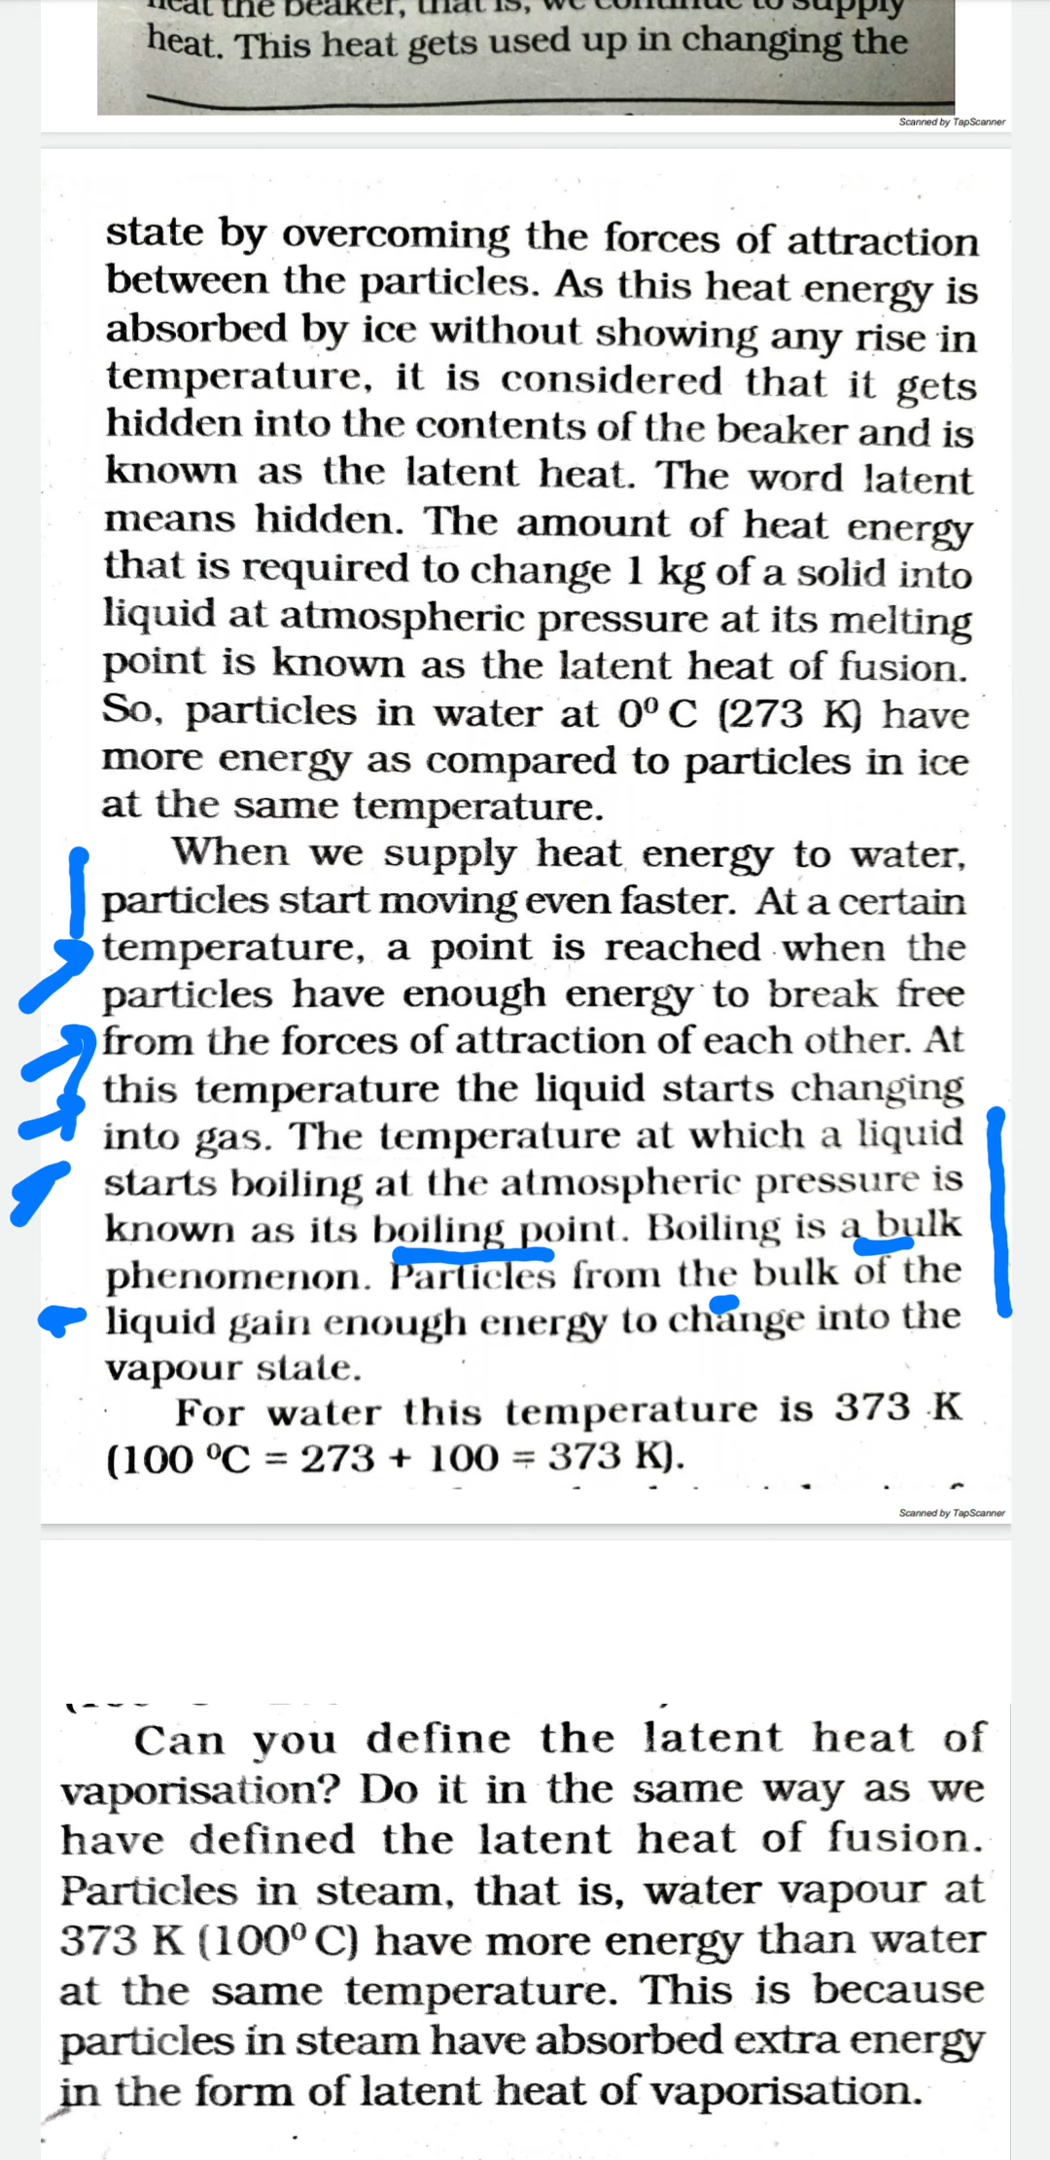 heat the beaker, that is, we continue to supply
heat. This heat gets used up in changing the
Scanned by TapScanner
state by overcoming the forces of attraction
between the particles. As this heat energy is
absorbed by ice without showing any rise in
temperature, it is considered that it gets
hidden into the contents of the beaker and is
known as the latent heat. The word latent
means hidden. The amount of heat energy
that is required to change 1 kg of a solid into
liquid at atmospheric pressure at its melting
point is known as the latent heat of fusion.
So, particles in water at 0º C (273 K) have
more energy as compared to particles in ice
at the same temperature.
When we supply heat energy to water,
particles start moving even faster. At a certain
temperature, a point is reached when the
particles have enough energy to break free
from the forces of attraction of each other. At
this temperature the liquid starts changing
into gas. The temperature at which a liquid
starts boiling at the atmospheric pressure is
known as its boiling point. Boiling is a bulk
phenomenon. Particles from the bulk of the
liquid gain enough energy to change into the
vapour state.
For water this temperature is 373 K
(100 ºC = 273 + 100 = 373 K).
Scanned by TapScanner
Can you define the latent heat of
vaporisation? Do it in the same way as we
have defined the latent heat of fusion.
Particles in steam, that is, water vapour at
373 K (100º C) have more energy than water
at the same temperature. This is because
particles in steam have absorbed extra energy
in the form of latent heat of vaporisation.